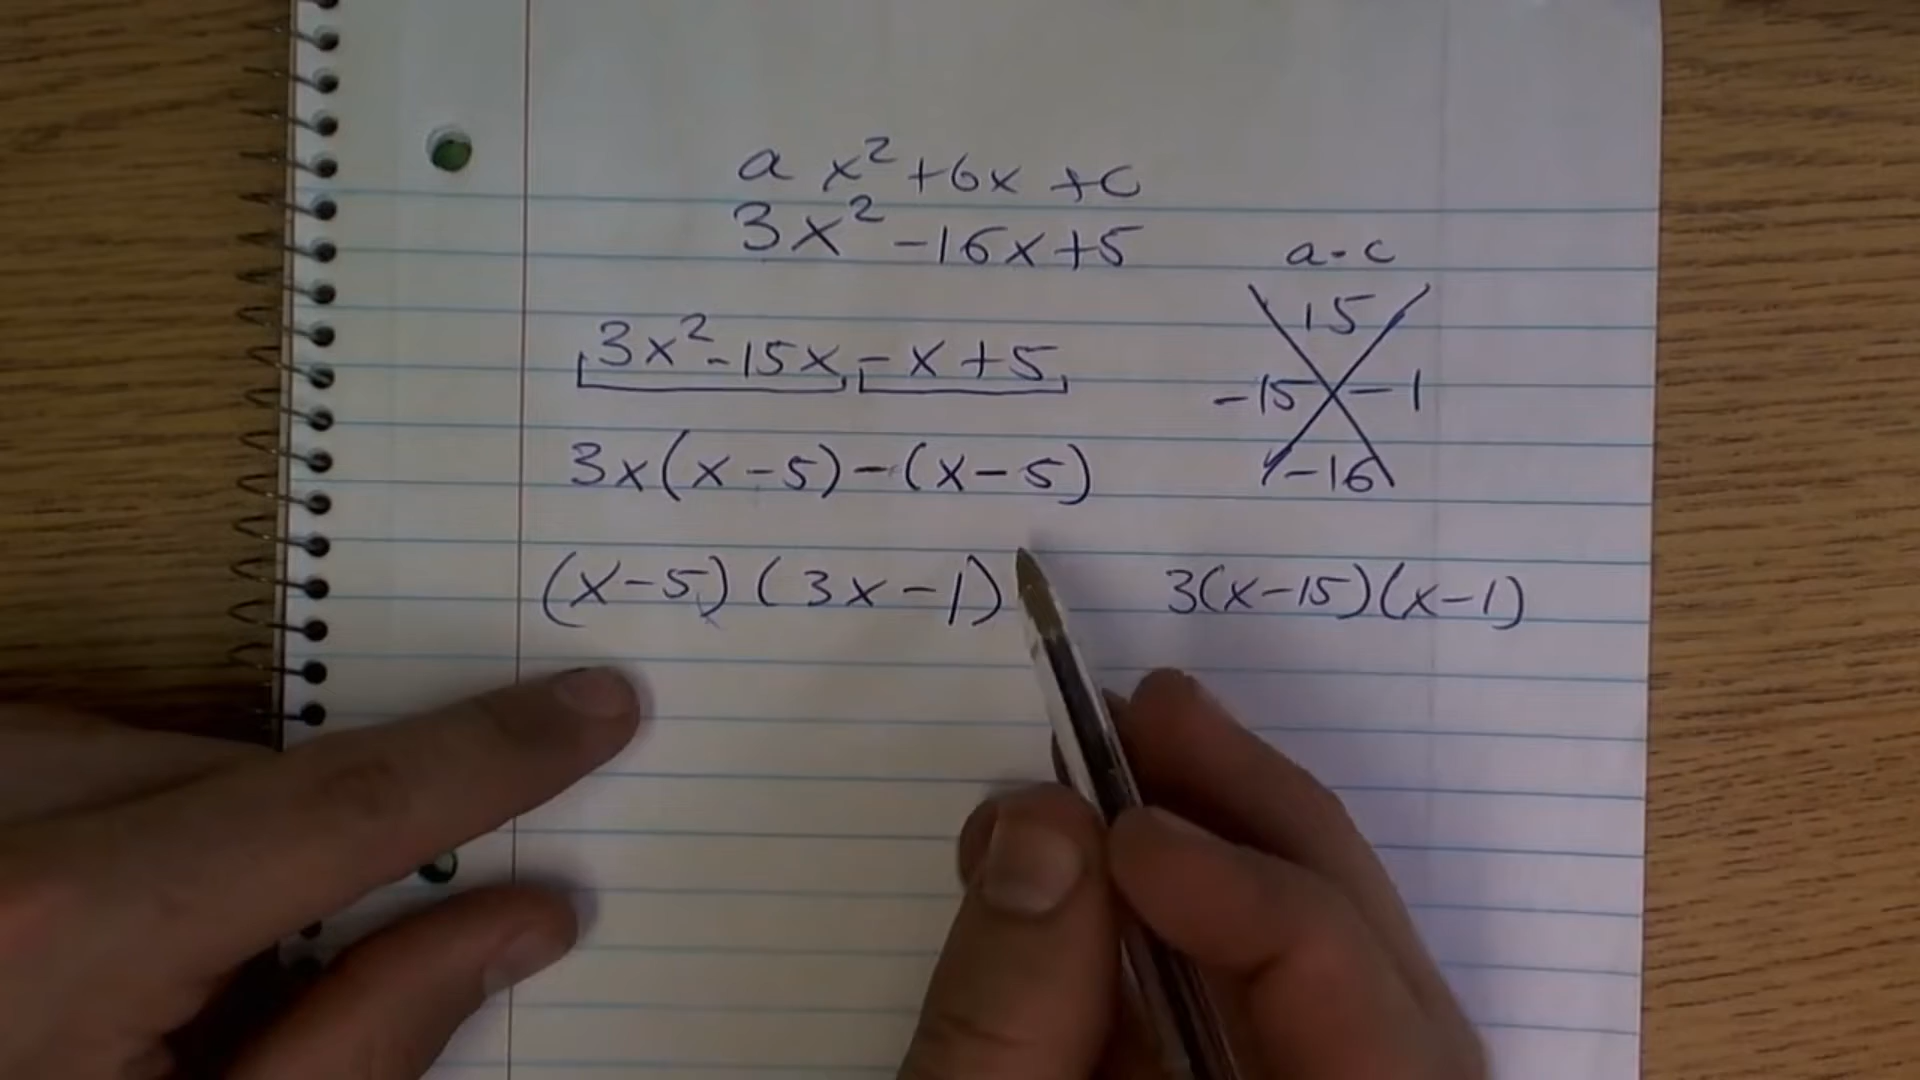 a x² +bx +c
3x² -16x+5
a·c
15
3x²-15x-x+5
-15 -1
3x(x-5)-(x-5)
-16
(x-5)(3x-1)
3(x-15)(x-1)